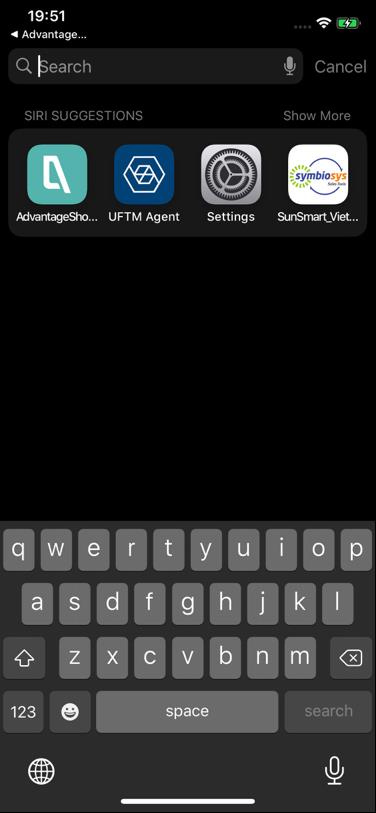 19:51
◀ Advantage...
Search
Cancel
SIRI SUGGESTIONS
Show More
symbiosys
Sales Tools
AdvantageSho...
UFTM Agent
Settings
SunSmart_Viet...
q w e r t y u i o p
a s d f g h j k l
z x c v b n m
123
space
search